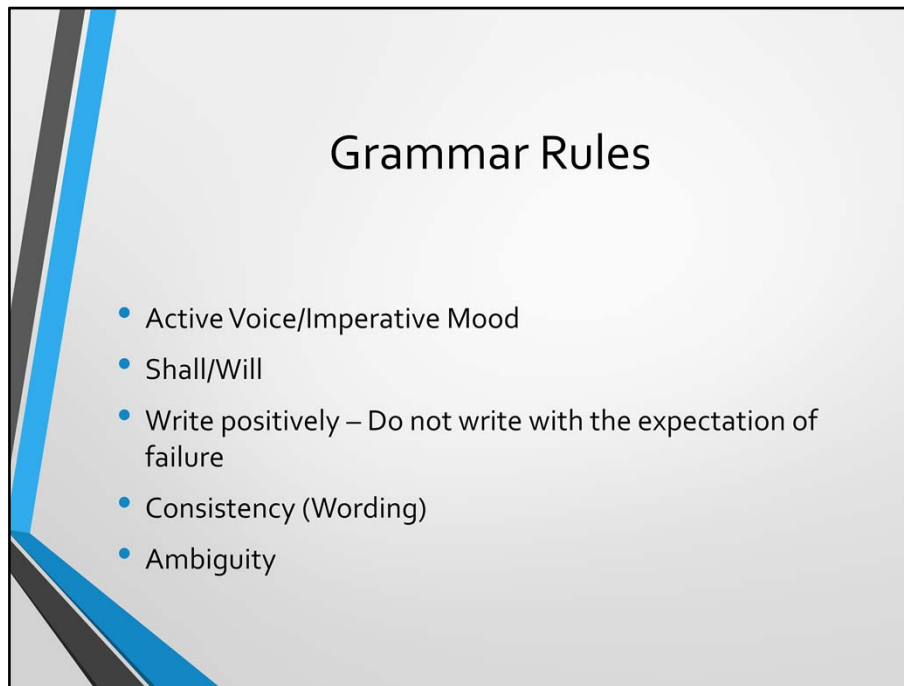 Grammar Rules
• Active Voice/Imperative Mood
• Shall/Will
• Write positively – Do not write with the expectation of
failure
• Consistency (Wording)
• Ambiguity